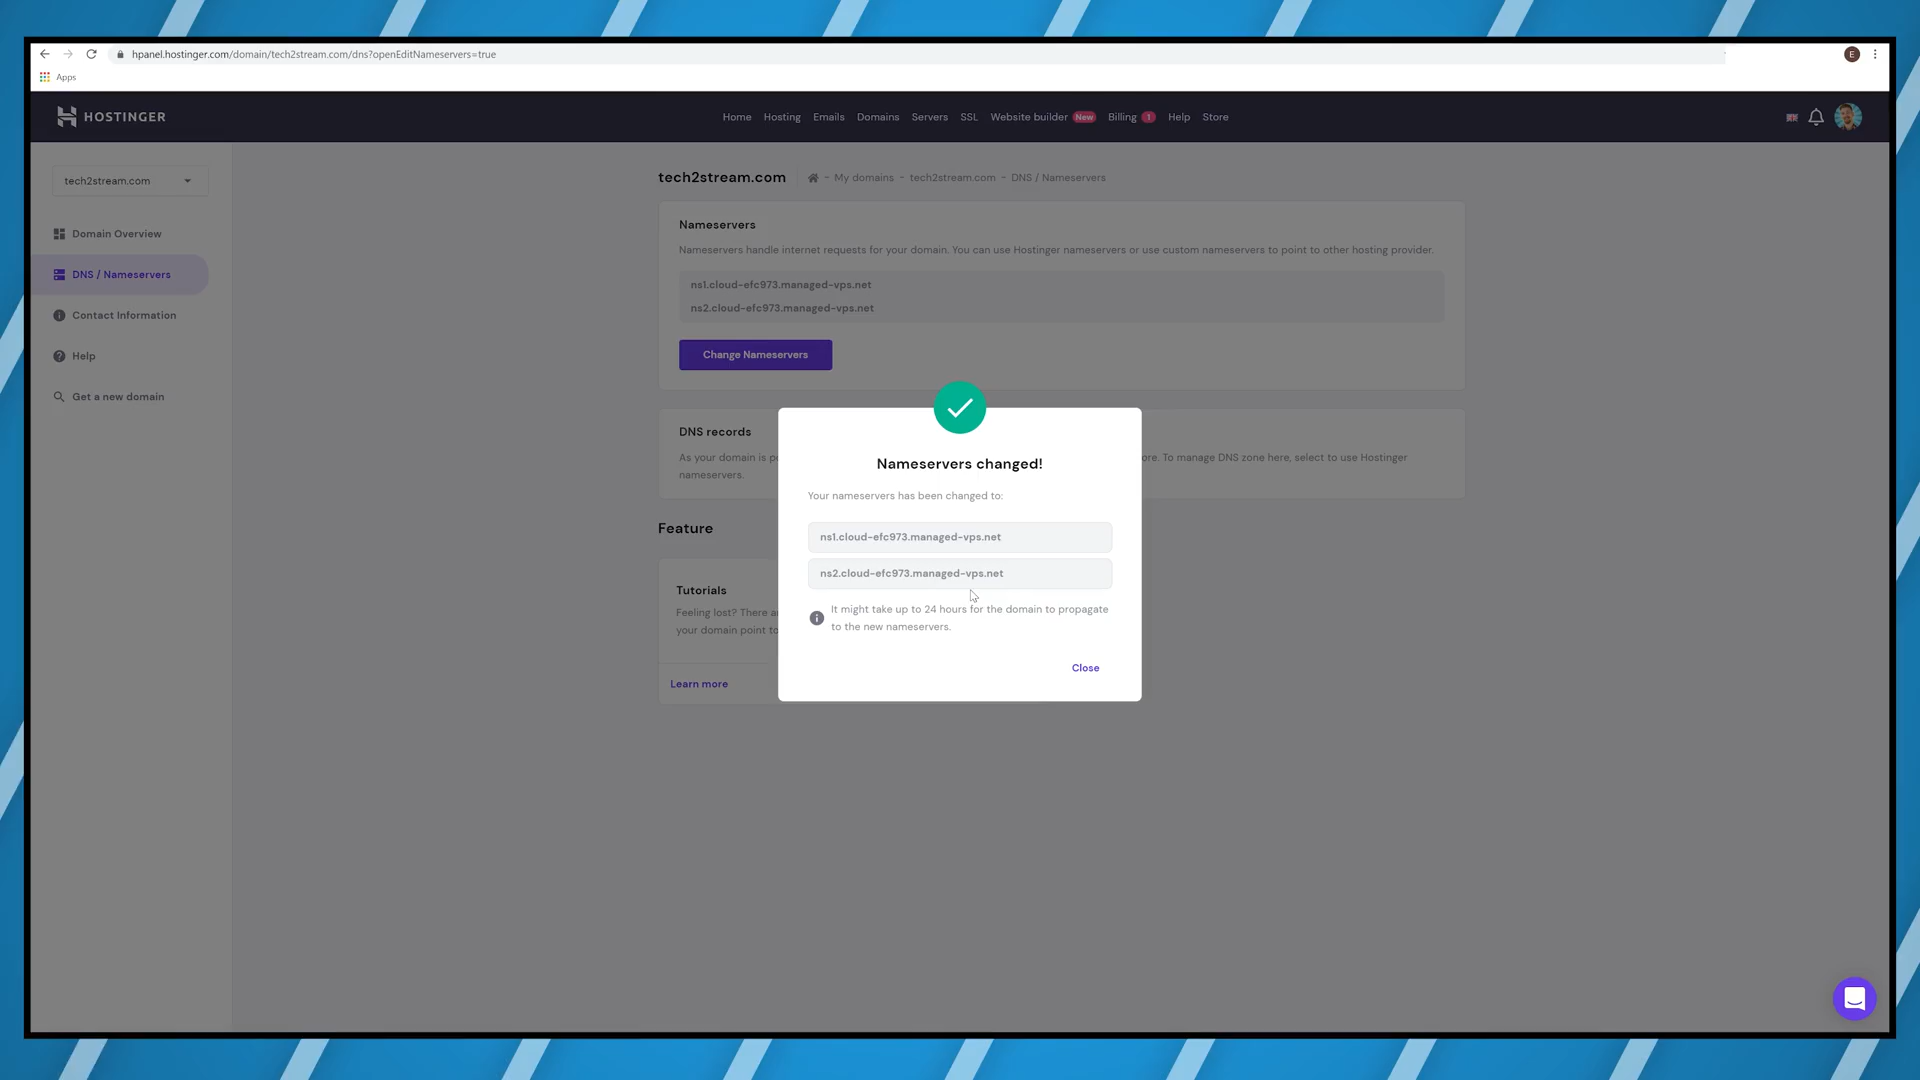 hpanel.hostinger.com/domain/tech2stream.com/dns?openEditNameservers=true
E
Apps
HOSTINGER
Home Hosting Emails Domains Servers SSL Website builder New Billing 1 Help Store
tech2stream.com
Domain Overview
DNS / Nameservers
Contact Information
Help
Get a new domain
tech2stream.com - My domains - tech2stream.com - DNS / Nameservers
Nameservers
Nameservers handle internet requests for your domain. You can use Hostinger nameservers or use custom nameservers to point to other hosting provider.
ns1.cloud-efc973.managed-vps.net
ns2.cloud-efc973.managed-vps.net
Change Nameservers
DNS records
As your domain is po
ore. To manage DNS zone here, select to use Hostinger
nameservers.
Feature
Tutorials
Feeling lost? There a
your domain point to
Learn more
Nameservers changed!
Your nameservers has been changed to:
ns1.cloud-efc973.managed-vps.net
ns2.cloud-efc973.managed-vps.net
It might take up to 24 hours for the domain to propagate
to the new nameservers.
Close